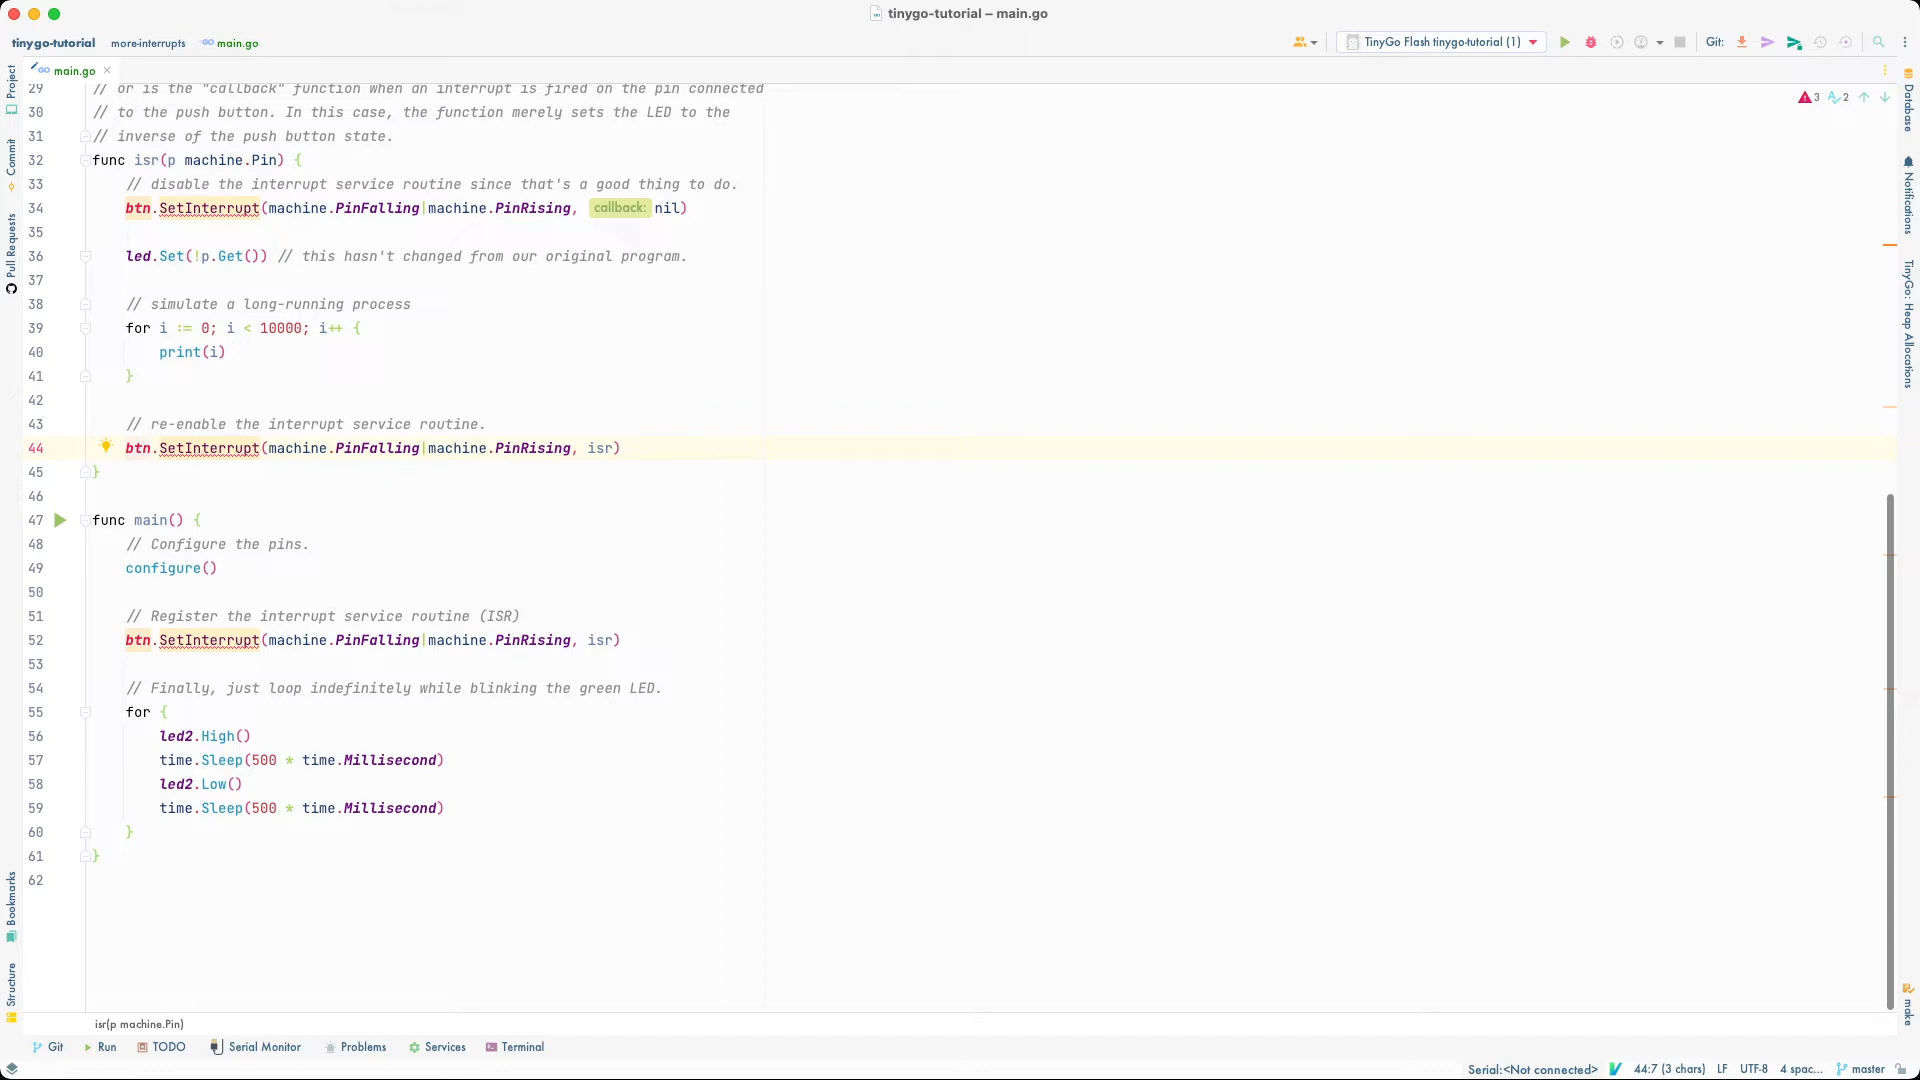 tinygo-tutorial – main.go
tinygo-tutorial more-interrupts main.go
TinyGo Flash tinygo-tutorial (1) Git:
main.go
3 2
29 // or is the "callback" function when an interrupt is fired on the pin connected
30 // to the push button. In this case, the function merely sets the LED to the
31 // inverse of the push button state.
32 func isr(p machine.Pin) {
33 // disable the interrupt service routine since that's a good thing to do.
34 btn.SetInterrupt(machine.PinFalling|machine.PinRising, callback: nil)
35
36 led.Set(!p.Get()) // this hasn't changed from our original program.
37
38 // simulate a long-running process
39 for i := 0; i < 10000; i++ {
40 print(i)
41 }
42
43 // re-enable the interrupt service routine.
44 btn.SetInterrupt(machine.PinFalling|machine.PinRising, isr)
45 }
46
47 func main() {
48 // Configure the pins.
49 configure()
50
51 // Register the interrupt service routine (ISR)
52 btn.SetInterrupt(machine.PinFalling|machine.PinRising, isr)
53
54 // Finally, just loop indefinitely while blinking the green LED.
55 for {
56 led2.High()
57 time.Sleep(500 * time.Millisecond)
58 led2.Low()
59 time.Sleep(500 * time.Millisecond)
60 }
61 }
62
Project
Commit
Pull Requests
Bookmarks
Structure
Database
Notifications
TinyGo: Heap Allocations
make
isr(p machine.Pin)
Git Run TODO Serial Monitor Problems Services Terminal
Serial:<Not connected> 44:7 (3 chars) LF UTF-8 4 spac... master